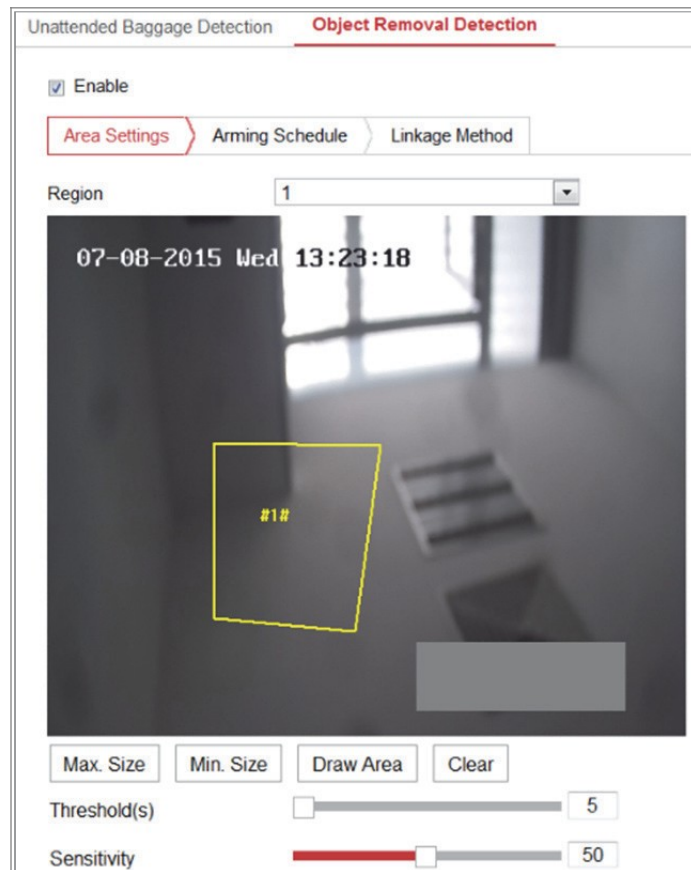 Unattended Baggage Detection Object Removal Detection
Enable
Area Settings Arming Schedule Linkage Method
Region 1
07-08-2015 Wed 13:23:18
#1#
Max. Size Min. Size Draw Area Clear
Threshold(s) 5
Sensitivity 50